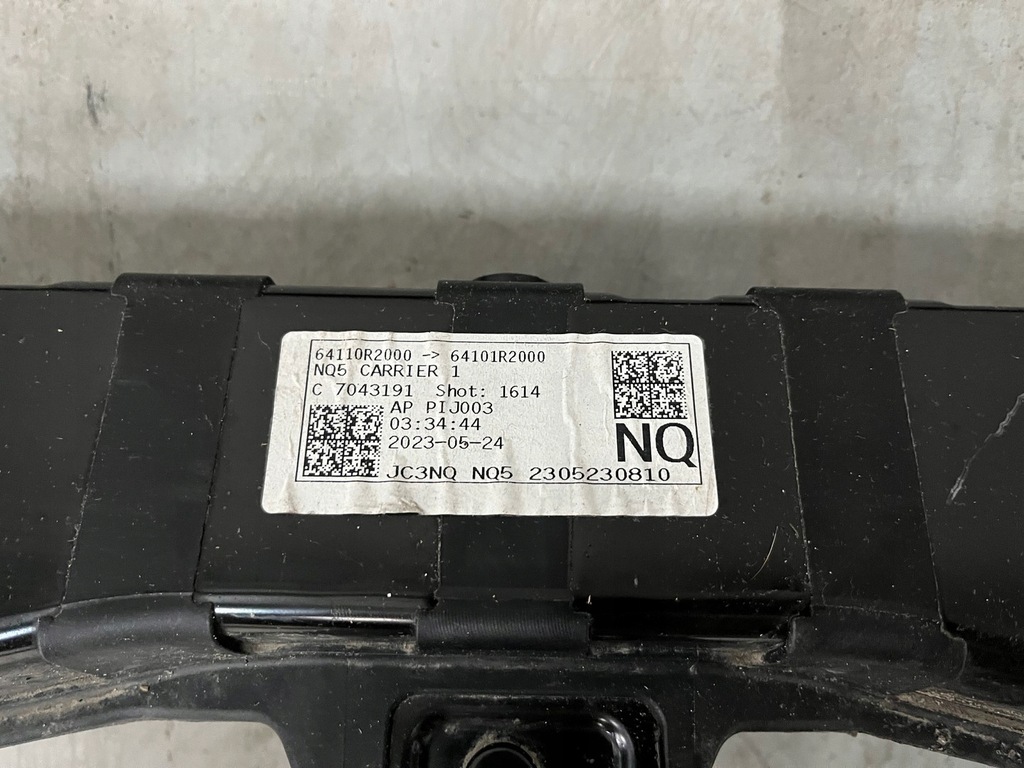 64110R2000 -> 64101R2000
NQ5 CARRIER 1
C 7043191 Shot: 1614
AP PIJ003
03:34:44
2023-05-24
NQ
JC3NQ NQ5 2305230810